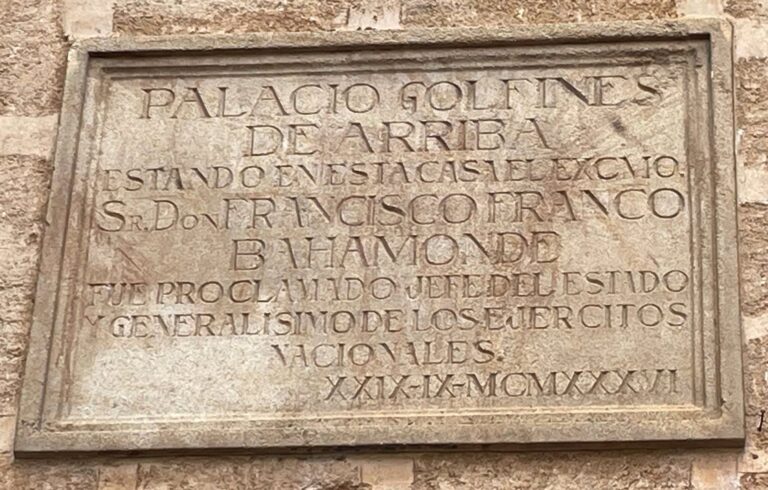 PALACIO GOLFINES
DE ARRIBA
ESTANDO EN ESTA CASA EL EXCMO.
SR. DON FRANCISCO FRANCO
BAHAMONDE
FUE PROCLAMADO JEFE DEL ESTADO
Y GENERALISIMO DE LOS EJERCITOS
NACIONALES.
XXIX-IX-MCMXXXVI